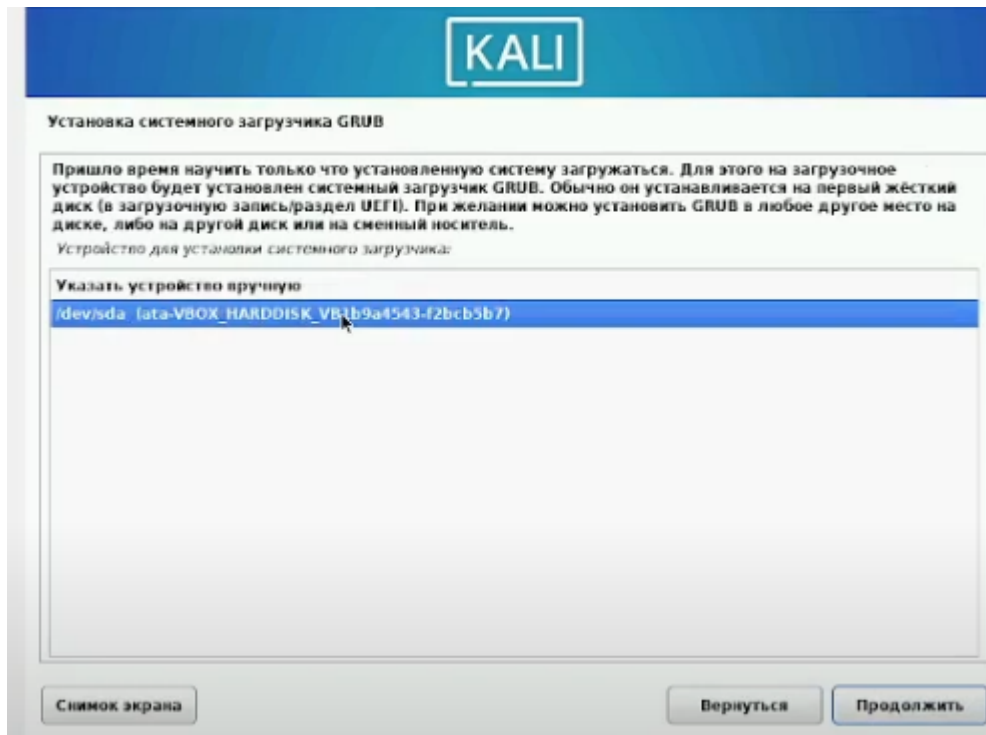 KALI
Установка системного загрузчика GRUB
Пришло время научить только что установленную систему загружаться. Для этого на загрузочное
устройство будет установлен системный загрузчик GRUB. Обычно он устанавливается на первый жёсткий
диск (в загрузочную запись/раздел UEFI). При желании можно установить GRUB в любое другое место на
диске, либо на другой диск или на сменный носитель.
Устройство для установки системного загрузчика:
Указать устройство вручную
/dev/sda (ata-VBOX_HARDDISK_VB1b9a4543-f2bcb5b7)
Снимок экрана
Вернуться
Продолжить